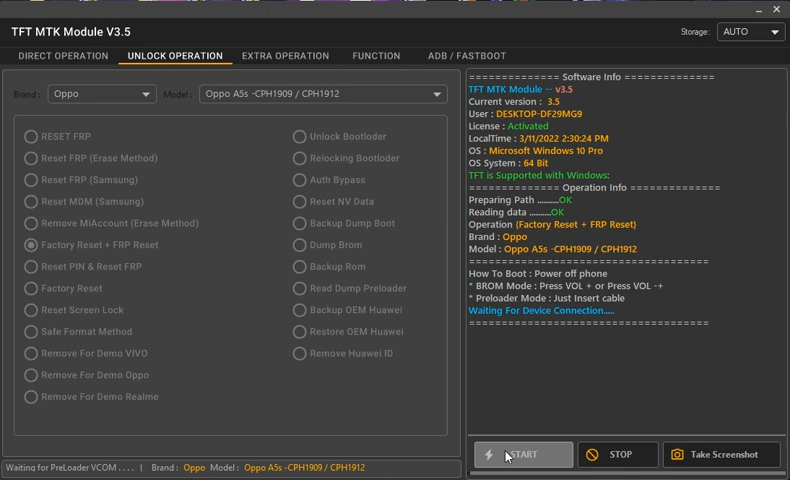 TFT MTK Module V3.5
Storage: AUTO
DIRECT OPERATION UNLOCK OPERATION EXTRA OPERATION FUNCTION ADB / FASTBOOT
Brand : Oppo Model : Oppo A5s -CPH1909 / CPH1912
RESET FRP
Reset FRP (Erase Method)
Reset FRP (Samsung)
Reset MDM (Samsung)
Remove MiAccount (Erase Method)
Factory Reset + FRP Reset
Reset PIN & Reset FRP
Factory Reset
Reset Screen Lock
Safe Format Method
Remove For Demo VIVO
Remove For Demo Oppo
Remove For Demo Realme
Unlock Bootloder
Relocking Bootloder
Auth Bypass
Reset NV Data
Backup Dump Boot
Dump Brom
Backup Rom
Read Dump Preloader
Backup OEM Huawei
Restore OEM Huawei
Remove Huawei ID
============== Software Info ==============
TFT MTK Module -- v3.5
Current version : 3.5
User : DESKTOP-DF29MG9
License : Activated
LocalTime : 3/11/2022 2:30:24 PM
OS : Microsoft Windows 10 Pro
OS System : 64 Bit
TFT is Supported with Windows:
============== Operation Info ==============
Preparing Path ..........OK
Reading data ..........OK
Operation (Factory Reset + FRP Reset)
Brand : Oppo
Model : Oppo A5s -CPH1909 / CPH1912
=====================================
How To Boot : Power off phone
* BROM Mode : Press VOL + or Press VOL -+
* Preloader Mode : Just Insert cable
Waiting For Device Connection.....
=====================================
START STOP Take Screenshot
Waiting for PreLoader VCOM . . . . | Brand : Oppo Model : Oppo A5s -CPH1909 / CPH1912